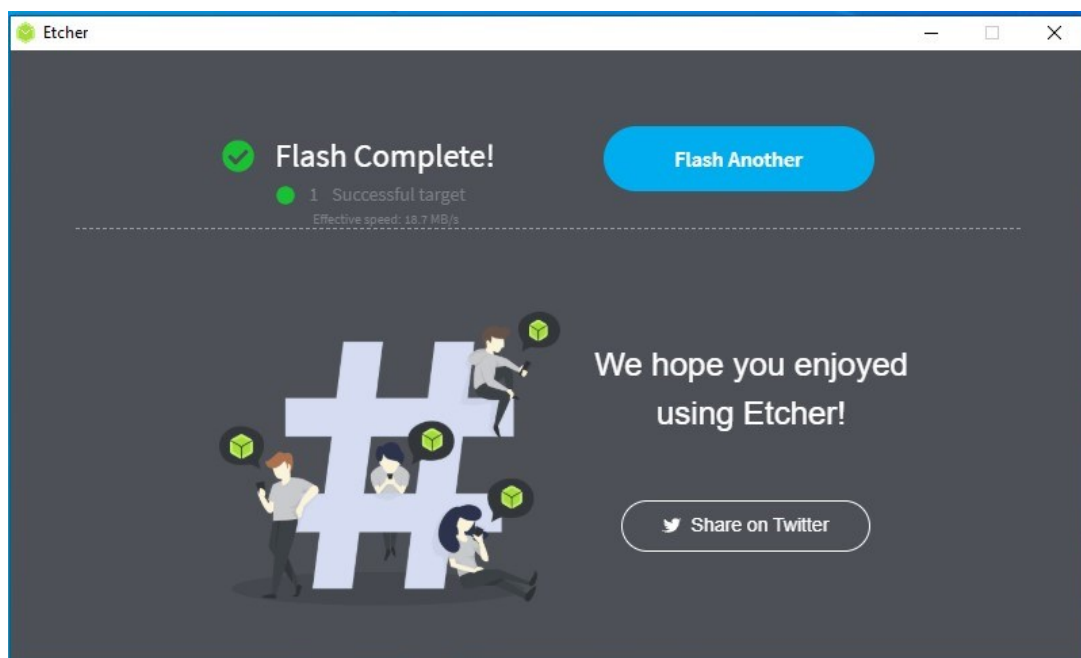 Etcher
Flash Complete!
1 Successful target
Effective speed: 18.7 MB/s
Flash Another
We hope you enjoyed
using Etcher!
Share on Twitter